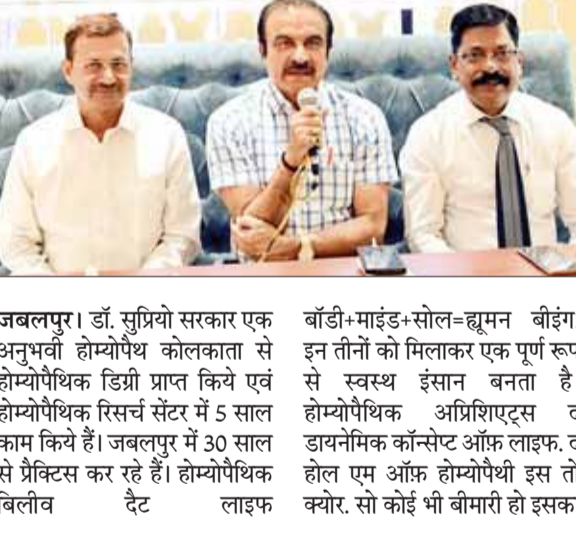 जबलपुर। डॉ. सुप्रियो सरकार एक
अनुभवी होम्योपैथ कोलकाता से
होम्योपैथिक डिग्री प्राप्त किये एवं
होम्योपैथिक रिसर्च सेंटर में 5 साल
काम किये हैं। जबलपुर में 30 साल
से प्रैक्टिस कर रहे हैं। होम्योपैथिक
बिलीव दैट लाइफ
बॉडी+माइंड+सोल=ह्यूमन बीइंग
इन तीनों को मिलाकर एक पूर्ण रूप
से स्वस्थ इंसान बनता है
होम्योपैथिक अप्रिशिएट्स
डायनेमिक कॉन्सेप्ट ऑफ़ लाइफ.
होल एम ऑफ़ होम्योपैथी इस
क्योर. सो कोई भी बीमारी हो इसक